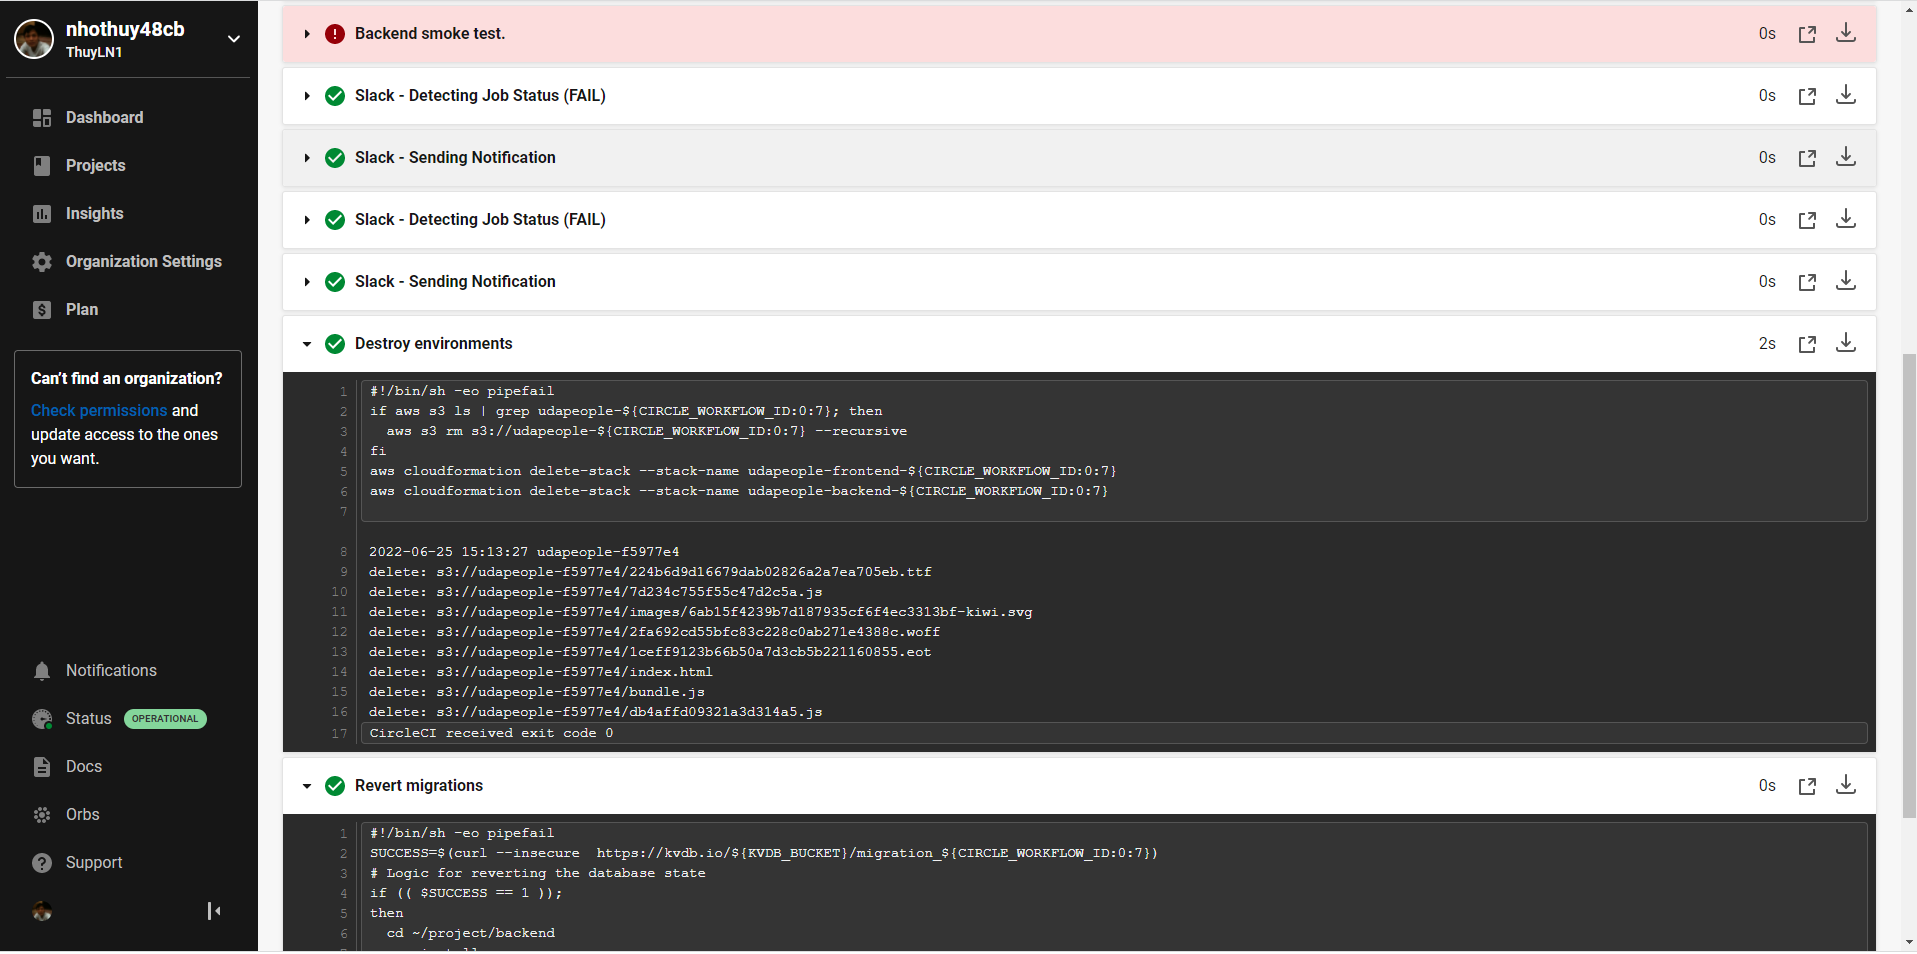 nhothuy48cb
ThuyLN1
Dashboard
Projects
Insights
Organization Settings
Plan
Can't find an organization?
Check permissions and
update access to the ones
you want.
Notifications
Status OPERATIONAL
Docs
Orbs
Support
Backend smoke test. 0s
Slack - Detecting Job Status (FAIL) 0s
Slack - Sending Notification 0s
Slack - Detecting Job Status (FAIL) 0s
Slack - Sending Notification 0s
Destroy environments 2s
1 #!/bin/sh -eo pipefail
2 if aws s3 ls | grep udapeople-${CIRCLE_WORKFLOW_ID:0:7}; then
3   aws s3 rm s3://udapeople-${CIRCLE_WORKFLOW_ID:0:7} --recursive
4 fi
5 aws cloudformation delete-stack --stack-name udapeople-frontend-${CIRCLE_WORKFLOW_ID:0:7}
6 aws cloudformation delete-stack --stack-name udapeople-backend-${CIRCLE_WORKFLOW_ID:0:7}
7
8 2022-06-25 15:13:27 udapeople-f5977e4
9 delete: s3://udapeople-f5977e4/224b6d9d16679dab02826a2a7ea705eb.ttf
10 delete: s3://udapeople-f5977e4/7d234c755f55c47d2c5a.js
11 delete: s3://udapeople-f5977e4/images/6ab15f4239b7d187935cf6f4ec3313bf-kiwi.svg
12 delete: s3://udapeople-f5977e4/2fa692cd55bfc83c228c0ab271e4388c.woff
13 delete: s3://udapeople-f5977e4/1ceff9123b66b50a7d3cb5b221160855.eot
14 delete: s3://udapeople-f5977e4/index.html
15 delete: s3://udapeople-f5977e4/bundle.js
16 delete: s3://udapeople-f5977e4/db4affd09321a3d314a5.js
17 CircleCI received exit code 0
Revert migrations 0s
1 #!/bin/sh -eo pipefail
2 SUCCESS=$(curl --insecure  https://kvdb.io/${KVDB_BUCKET}/migration_${CIRCLE_WORKFLOW_ID:0:7})
3 # Logic for reverting the database state
4 if (( $SUCCESS == 1 ));
5 then
6   cd ~/project/backend